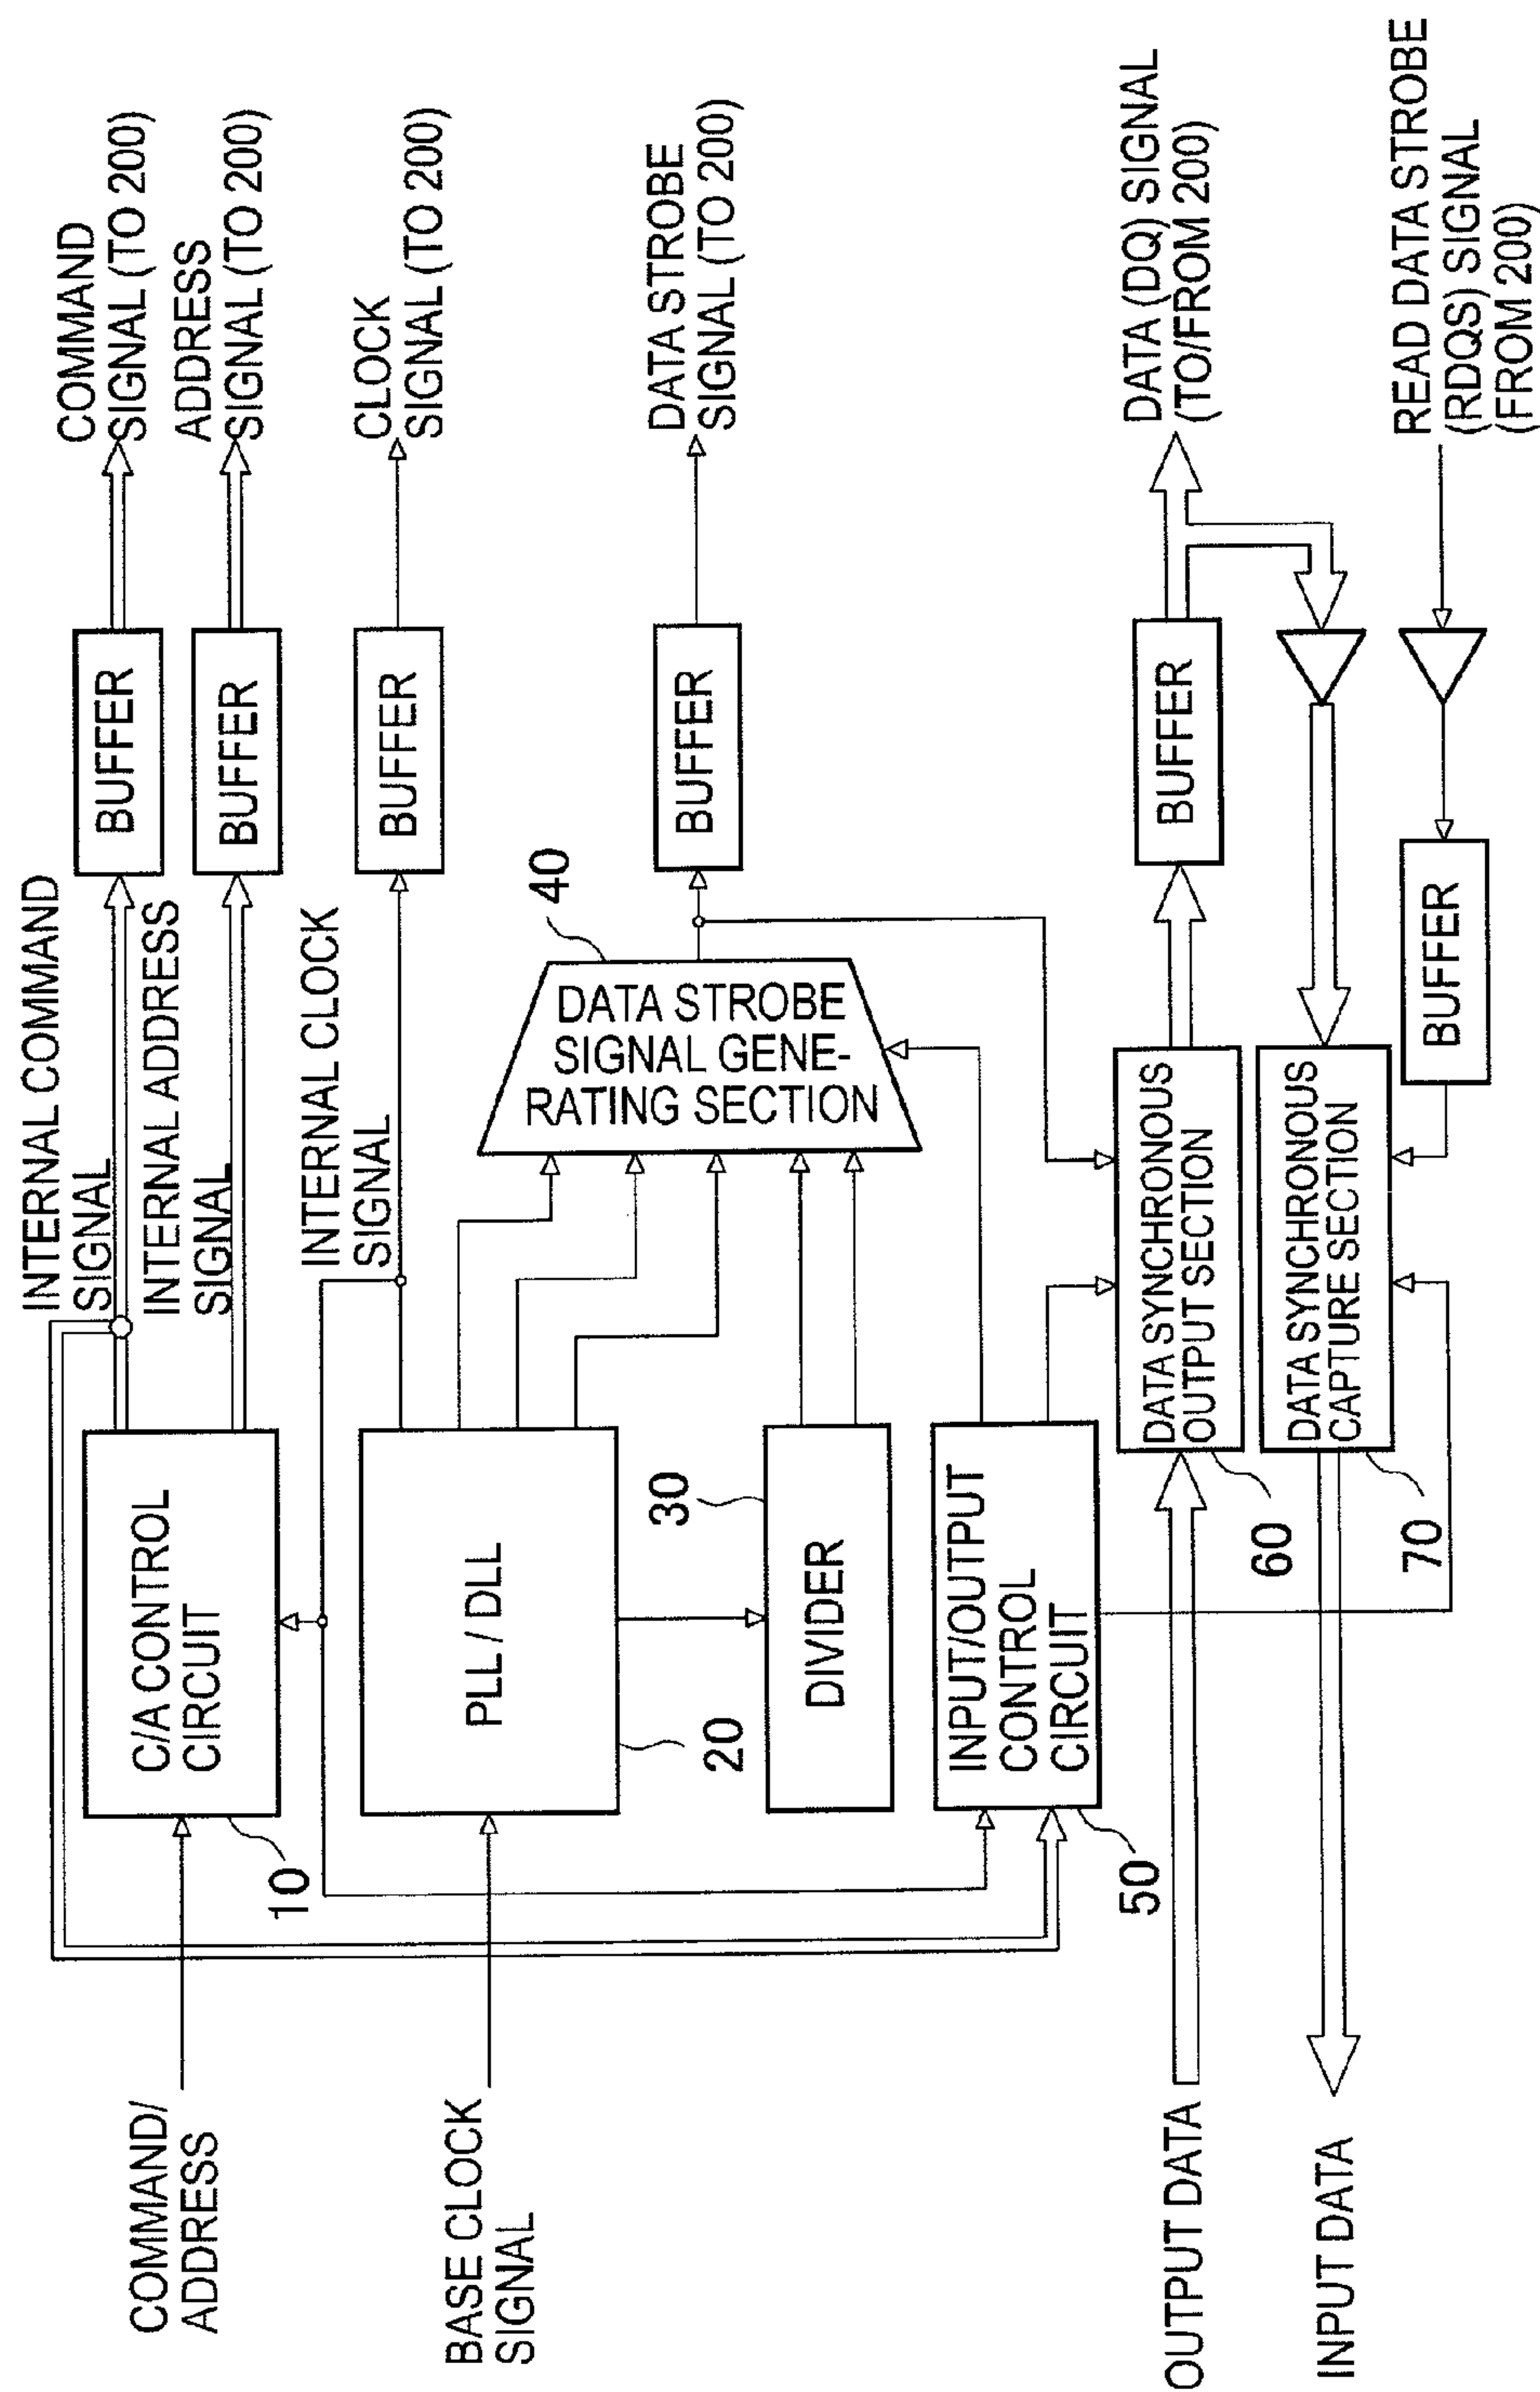 COMMAND/
ADDRESS
BASE CLOCK
SIGNAL
OUTPUT DATA
INPUT DATA
10
C/A CONTROL
CIRCUIT
PLL / DLL
20
30
DIVIDER
INPUT/OUTPUT
CONTROL
CIRCUIT
50
INTERNAL COMMAND
SIGNAL
INTERNAL ADDRESS
SIGNAL
INTERNAL CLOCK
SIGNAL
40
DATA STROBE
SIGNAL GENE-
RATING SECTION
DATA SYNCHRONOUS
OUTPUT SECTION
60
DATA SYNCHRONOUS
CAPTURE SECTION
70
BUFFER
BUFFER
BUFFER
BUFFER
BUFFER
BUFFER
COMMAND
SIGNAL (TO 200)
ADDRESS
SIGNAL (TO 200)
CLOCK
SIGNAL (TO 200)
DATA STROBE
SIGNAL (TO 200)
DATA (DQ) SIGNAL
(TO/FROM 200)
READ DATA STROBE
(RDQS) SIGNAL
(FROM 200)